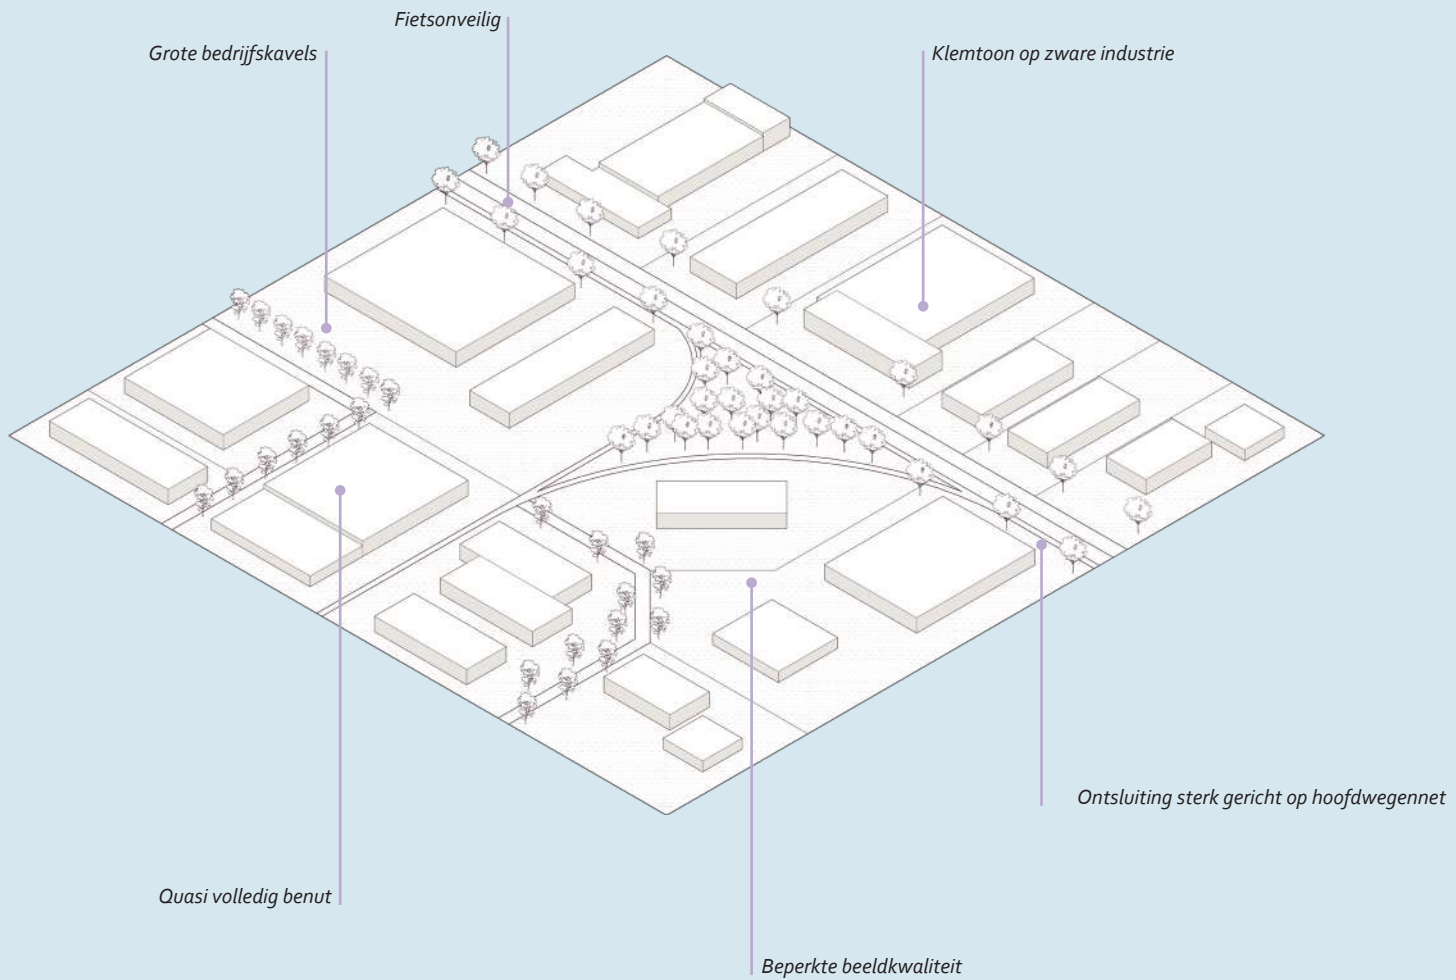 Fietsonveilig
Grote bedrijfskavels
Klemtoon op zware industrie
Ontsluiting sterk gericht op hoofdwegennet
Quasi volledig benut
Beperkte beeldkwaliteit